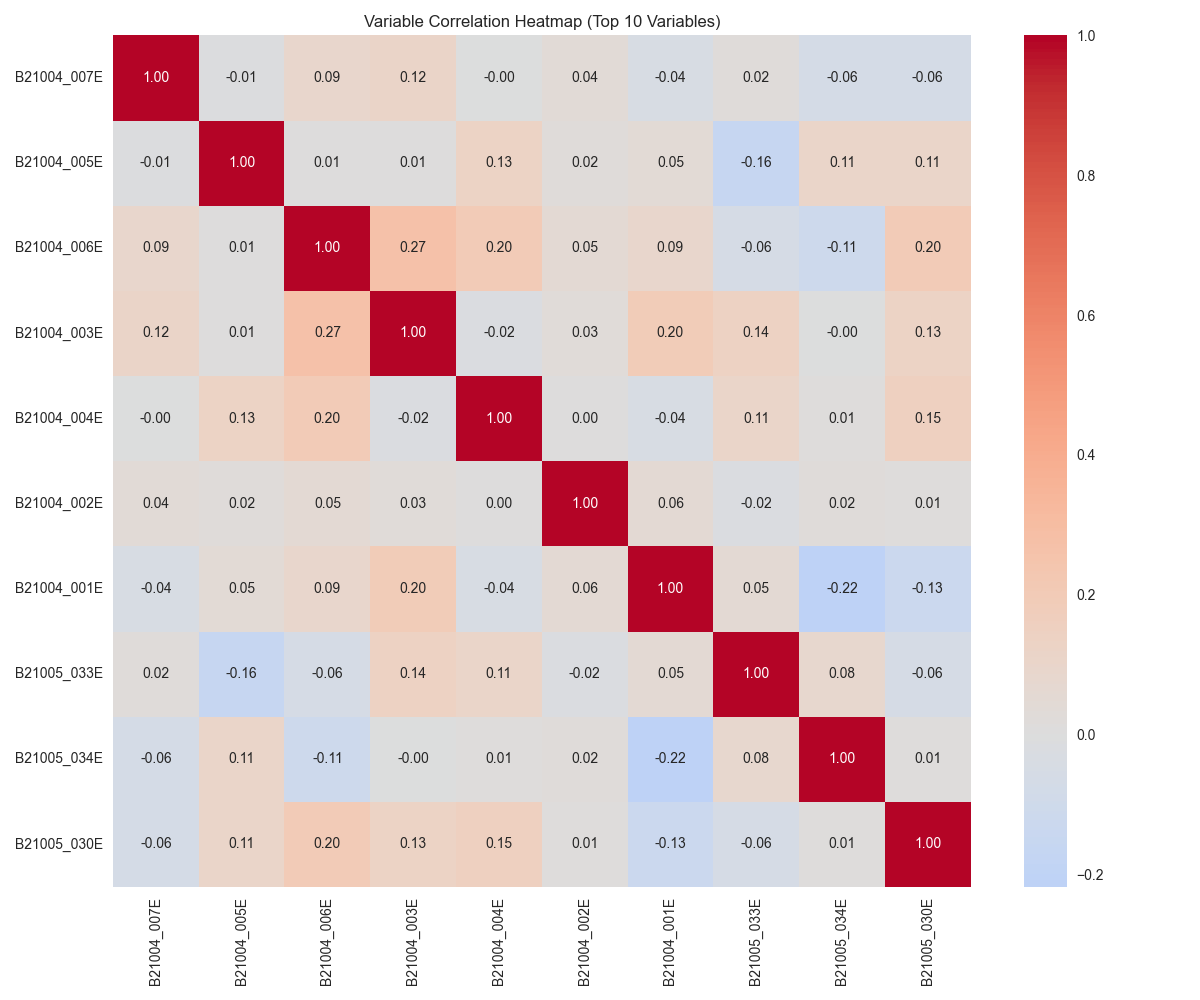 Variable Correlation Heatmap (Top 10 Variables)
B21004_007E 1.00 -0.01 0.09 0.12 -0.00 0.04 -0.04 0.02 -0.06 -0.06
B21004_005E -0.01 1.00 0.01 0.01 0.13 0.02 0.05 -0.16 0.11 0.11
B21004_006E 0.09 0.01 1.00 0.27 0.20 0.05 0.09 -0.06 -0.11 0.20
B21004_003E 0.12 0.01 0.27 1.00 -0.02 0.03 0.20 0.14 -0.00 0.13
B21004_004E -0.00 0.13 0.20 -0.02 1.00 0.00 -0.04 0.11 0.01 0.15
B21004_002E 0.04 0.02 0.05 0.03 0.00 1.00 0.06 -0.02 0.02 0.01
B21004_001E -0.04 0.05 0.09 0.20 -0.04 0.06 1.00 0.05 -0.22 -0.13
B21005_033E 0.02 -0.16 -0.06 0.14 0.11 -0.02 0.05 1.00 0.08 -0.06
B21005_034E -0.06 0.11 -0.11 -0.00 0.01 0.02 -0.22 0.08 1.00 0.01
B21005_030E -0.06 0.11 0.20 0.13 0.15 0.01 -0.13 -0.06 0.01 1.00
B21004_007E
B21004_005E
B21004_006E
B21004_003E
B21004_004E
B21004_002E
B21004_001E
B21005_033E
B21005_034E
B21005_030E
1.0
0.8
0.6
0.4
0.2
0.0
−0.2